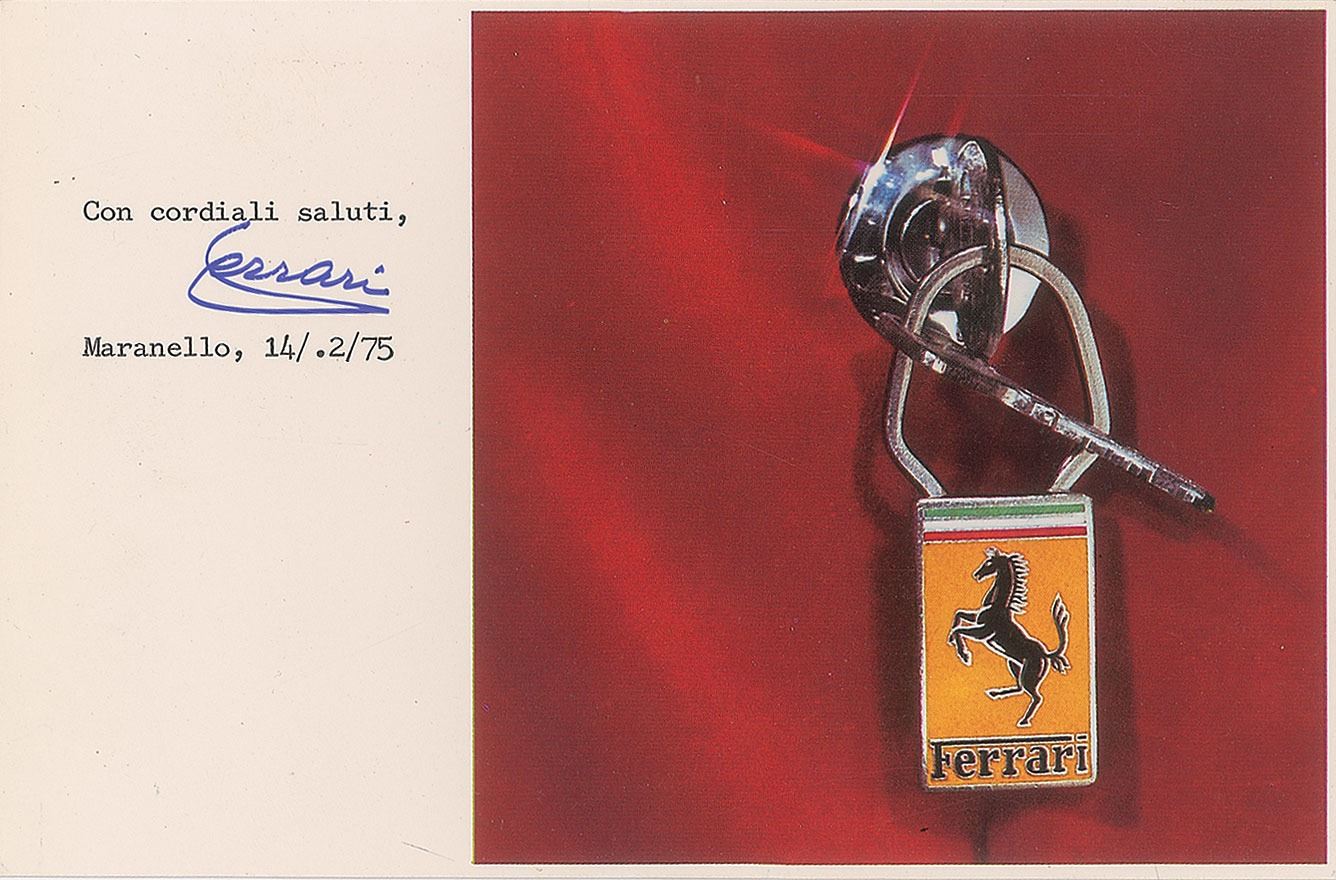 Con cordiali saluti,
Ferrari
Maranello, 14/.2/75
Ferrari